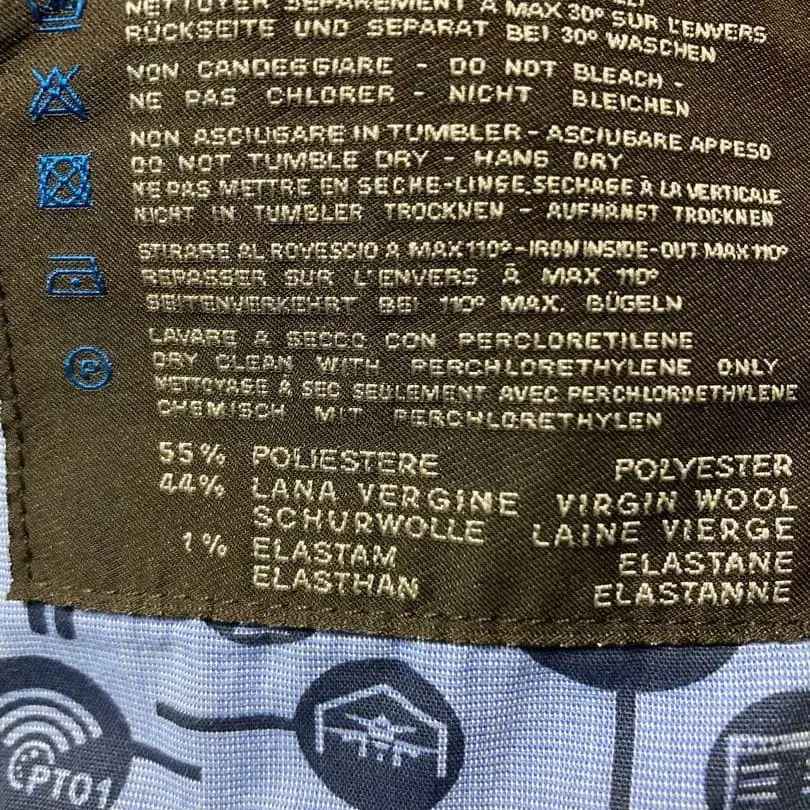 NETTOYER SEPAREMENT A MAX 30° SUR L'ENVERS
RÜCKSEITE UND SEPARAT BEI 30° WASCHEN
NON CANDEGGIARE - DO NOT BLEACH -
NE PAS CHLORER - NICHT BLEICHEN
NON ASCIUGARE IN TUMBLER - ASCIUGARE APPESO
DO NOT TUMBLE DRY - HANG DRY
NE PAS METTRE EN SECHE-LINGE.SECHAGE À LA VERTICALE
NICHT IN TUMBLER TROCKNEN - AUFHÄNGT TROCKNEN
STIRARE AL ROVESCIO A MAX 110°-IRON INSIDE-OUT MAX 110°
REPASSER SUR L'ENVERS À MAX 110°
SEITENVERKEHRT BEI 110° MAX. BÜGELN
LAVARE A SECCO CON PERCLORETILENE
DRY CLEAN WITH PERCHLORETHYLENE ONLY
NETTOYAGE A SEC SEULEMENT AVEC PERCHLORDETHYLENE
CHEMISCH MIT PERCHLORETHYLEN
55% POLIESTERE POLYESTER
44% LANA VERGINE VIRGIN WOOL
SCHURWOLLE LAINE VIERGE
1% ELASTAM ELASTANE
ELASTHAN ELASTANNE
PT01